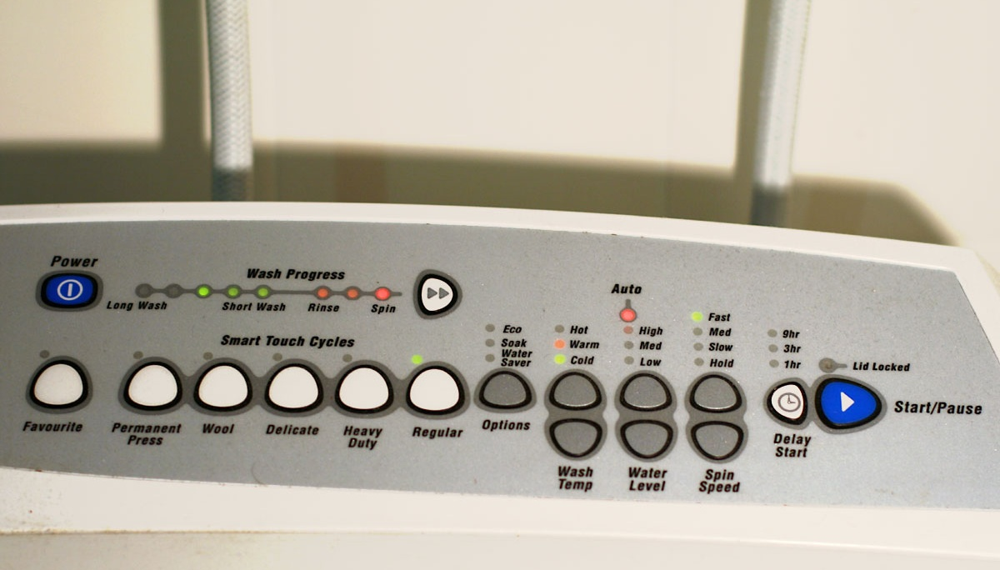 Power
Wash Progress
Long Wash
Short Wash
Rinse
Spin
Smart Touch Cycles
Favourite
Permanent
Press
Wool
Delicate
Heavy
Duty
Regular
Eco
Soak
Water
Saver
Options
Hot
Warm
Cold
Wash
Temp
Auto
High
Med
Low
Water
Level
Fast
Med
Slow
Hold
Spin
Speed
9hr
3hr
1hr
Delay
Start
Lid Locked
Start/Pause